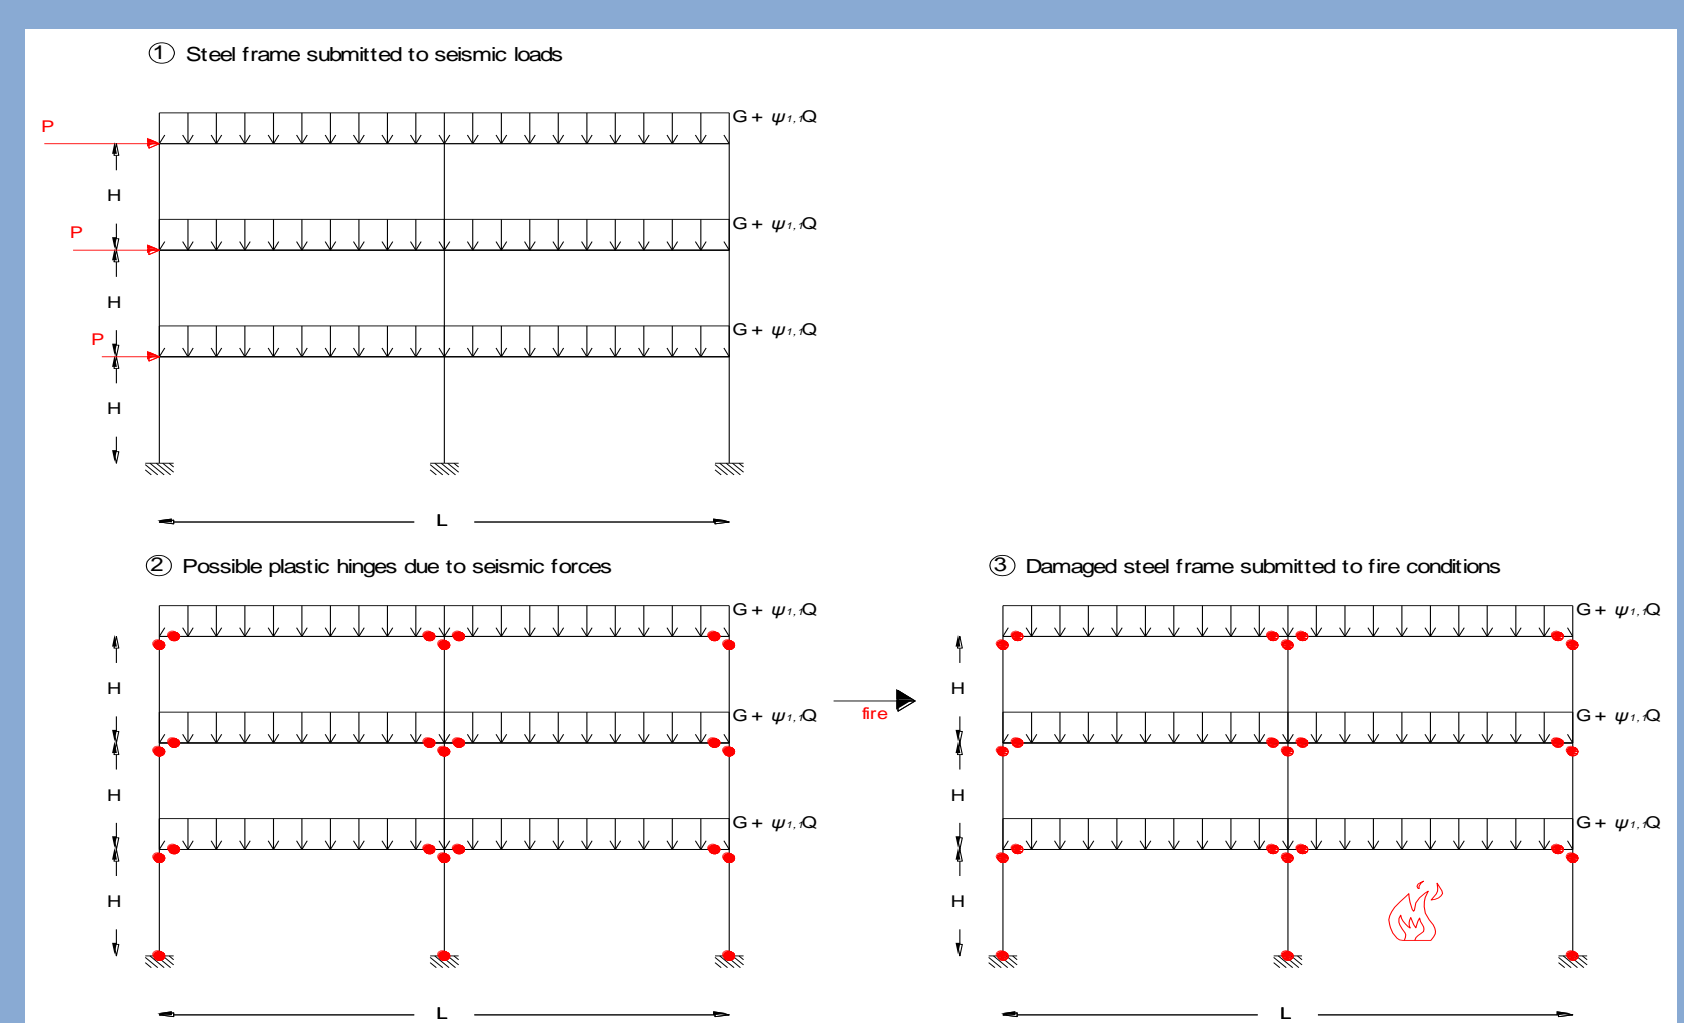 ① Steel frame submitted to seismic loads
P
G + ψ1,1Q
H
P
G + ψ1,1Q
H
P
G + ψ1,1Q
H
L
② Possible plastic hinges due to seismic forces
G + ψ1,1Q
H
G + ψ1,1Q
H
G + ψ1,1Q
H
L
fire
③ Damaged steel frame submitted to fire conditions
G + ψ1,1Q
H
G + ψ1,1Q
H
G + ψ1,1Q
H
L